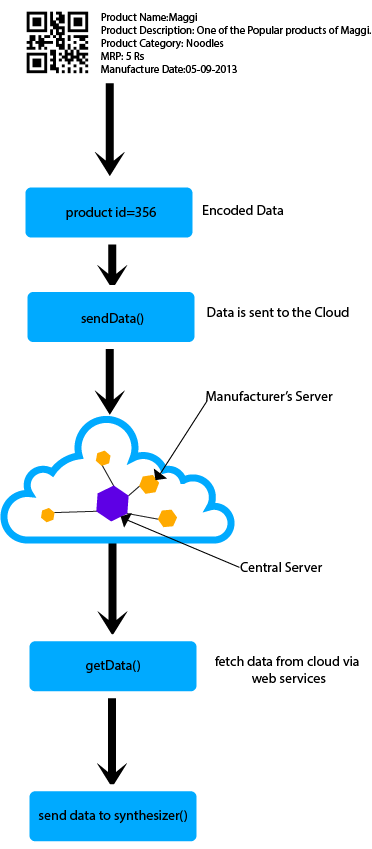 Product Name:Maggi
Product Description: One of the Popular products of Maggi.
Product Category: Noodles
MRP: 5 Rs
Manufacture Date:05-09-2013
product id=356
Encoded Data
sendData()
Data is sent to the Cloud
Manufacturer's Server
Central Server
getData()
fetch data from cloud via
web services
send data to synthesizer()